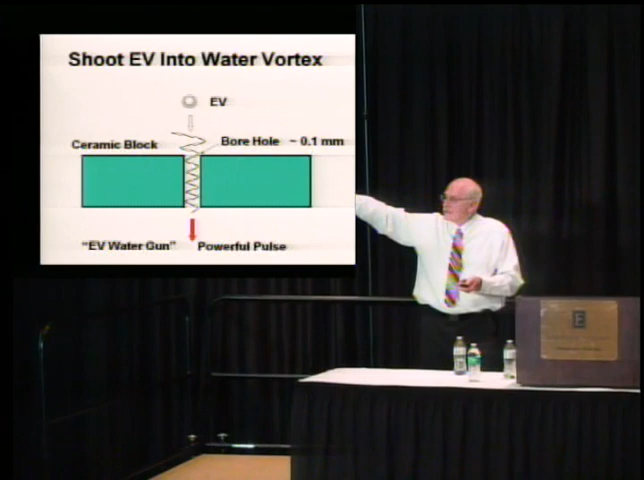 Shoot EV Into Water Vortex
EV
Ceramic Block
Bore Hole ~ 0.1 mm
"EV Water Gun" Powerful Pulse
E